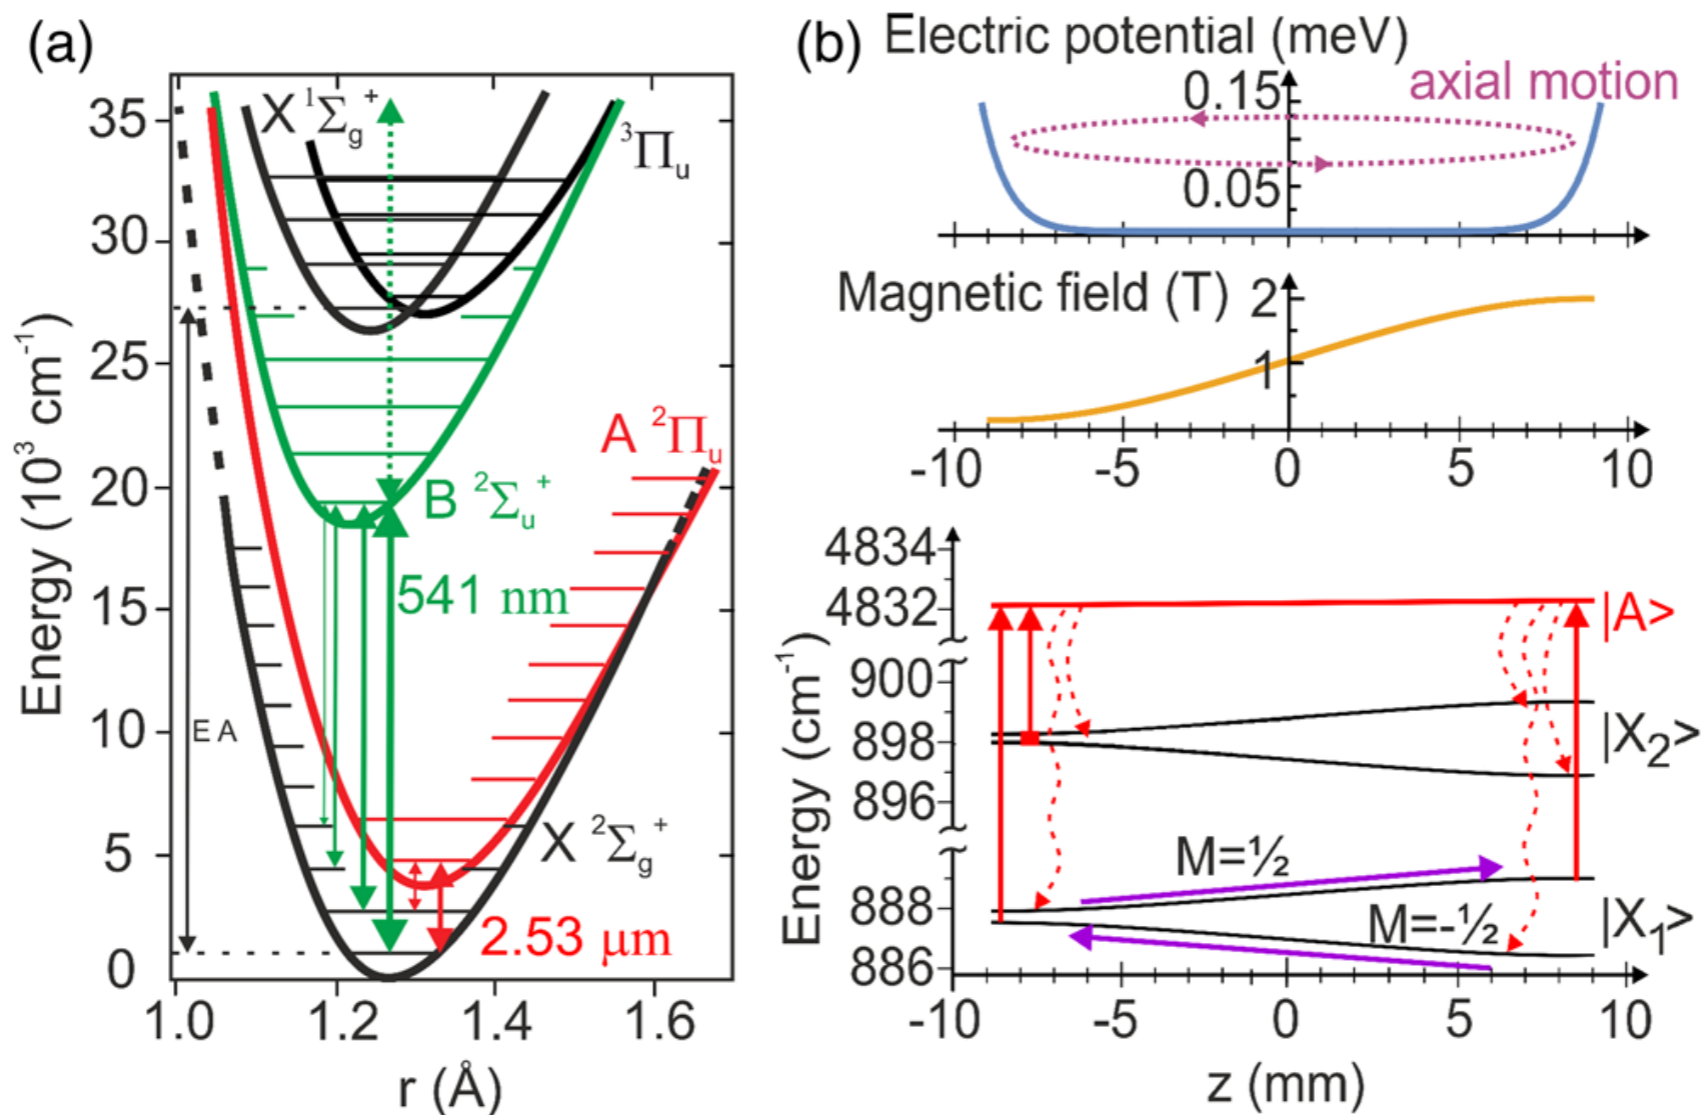 (a)
X ¹Σg⁺
³Πu
A ²Πu
B ²Σu⁺
541 nm
X ²Σg⁺
2.53 μm
E A
Energy (10³ cm⁻¹)
35
30
25
20
15
10
5
0
1.0 1.2 1.4 1.6
r (Å)
(b)
Electric potential (meV)
axial motion
0.15
0.05
Magnetic field (T)
2
1
-10 -5 0 5 10
Energy (cm⁻¹)
4834
4832
900
898
896
888
886
|A>
|X₂>
|X₁>
M=½
M=-½
-10 -5 0 5 10
z (mm)